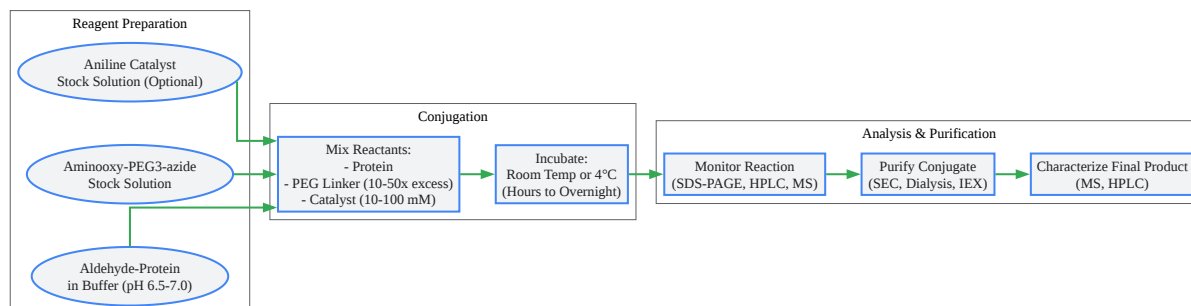 Reagent Preparation
Aniline Catalyst
Stock Solution (Optional)
Aminooxy-PEG3-azide
Stock Solution
Aldehyde-Protein
in Buffer (pH 6.5-7.0)
Conjugation
Mix Reactants:
- Protein
- PEG Linker (10-50x excess)
- Catalyst (10-100 mM)
Incubate:
Room Temp or 4°C
(Hours to Overnight)
Analysis & Purification
Monitor Reaction
(SDS-PAGE, HPLC, MS)
Purify Conjugate
(SEC, Dialysis, IEX)
Characterize Final Product
(MS, HPLC)